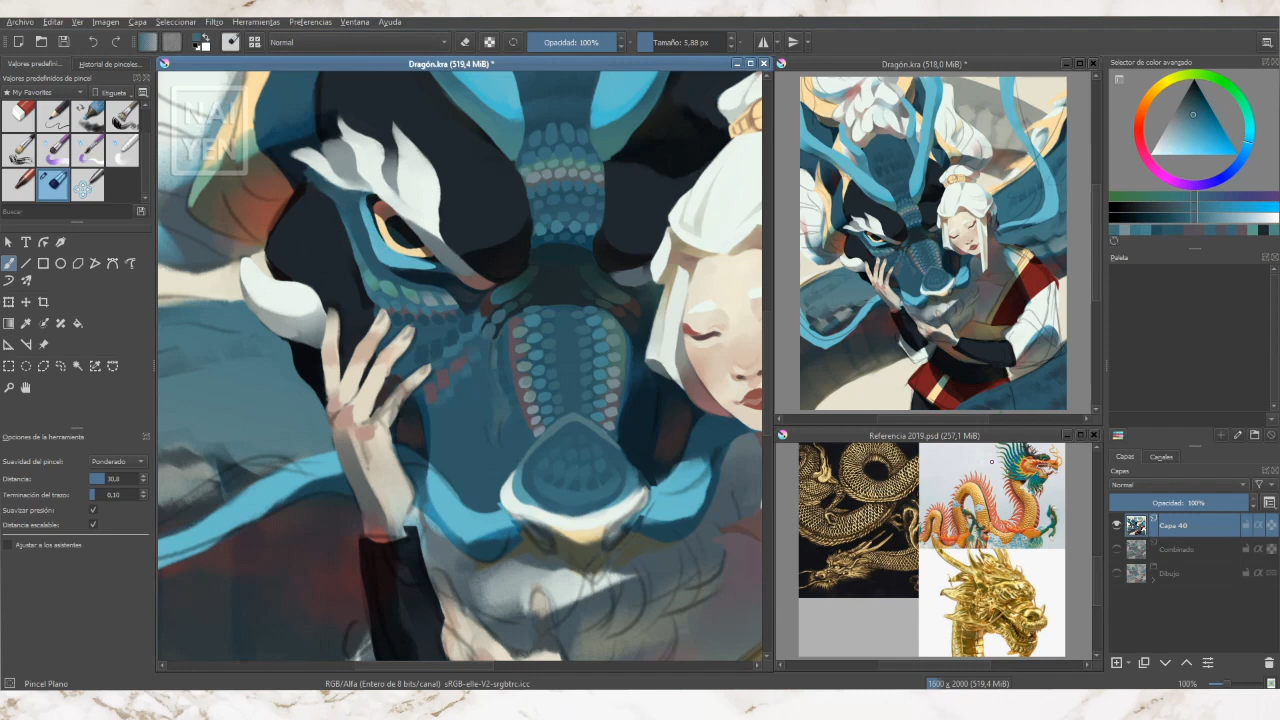 Archivo Editar Ver Imagen Capa Seleccionar Filtro Herramientas Preferencias Ventana Ayuda
Normal
Opacidad: 100%
Tamaño: 5,88 px
Valores predefini...
Historial de pinceles...
Valores predefinidos de pincel
My Favorites
Etiqueta
Buscar
Opciones de la herramienta
Suavidad del pincel: Ponderado
Distancia: 30,8
Terminación del trazo: 0,10
Suavizar presión:
Distancia escalable:
Ajustar a los asistentes
Dragón.kra (519,4 MiB) *
NAI
YEN
Dragón.kra (518,0 MiB) *
Referencia 2019.psd (257,1 MiB)
Selector de color avanzado
Paleta
Capas
Canales
Capas
Normal
Opacidad: 100%
Capa 40
Combinado
Dibujo
Pincel Plano
RGB/Alfa (Entero de 8 bits/canal) sRGB-elle-V2-srgbtrc.icc
1600 x 2000 (519,4 MiB)
100%